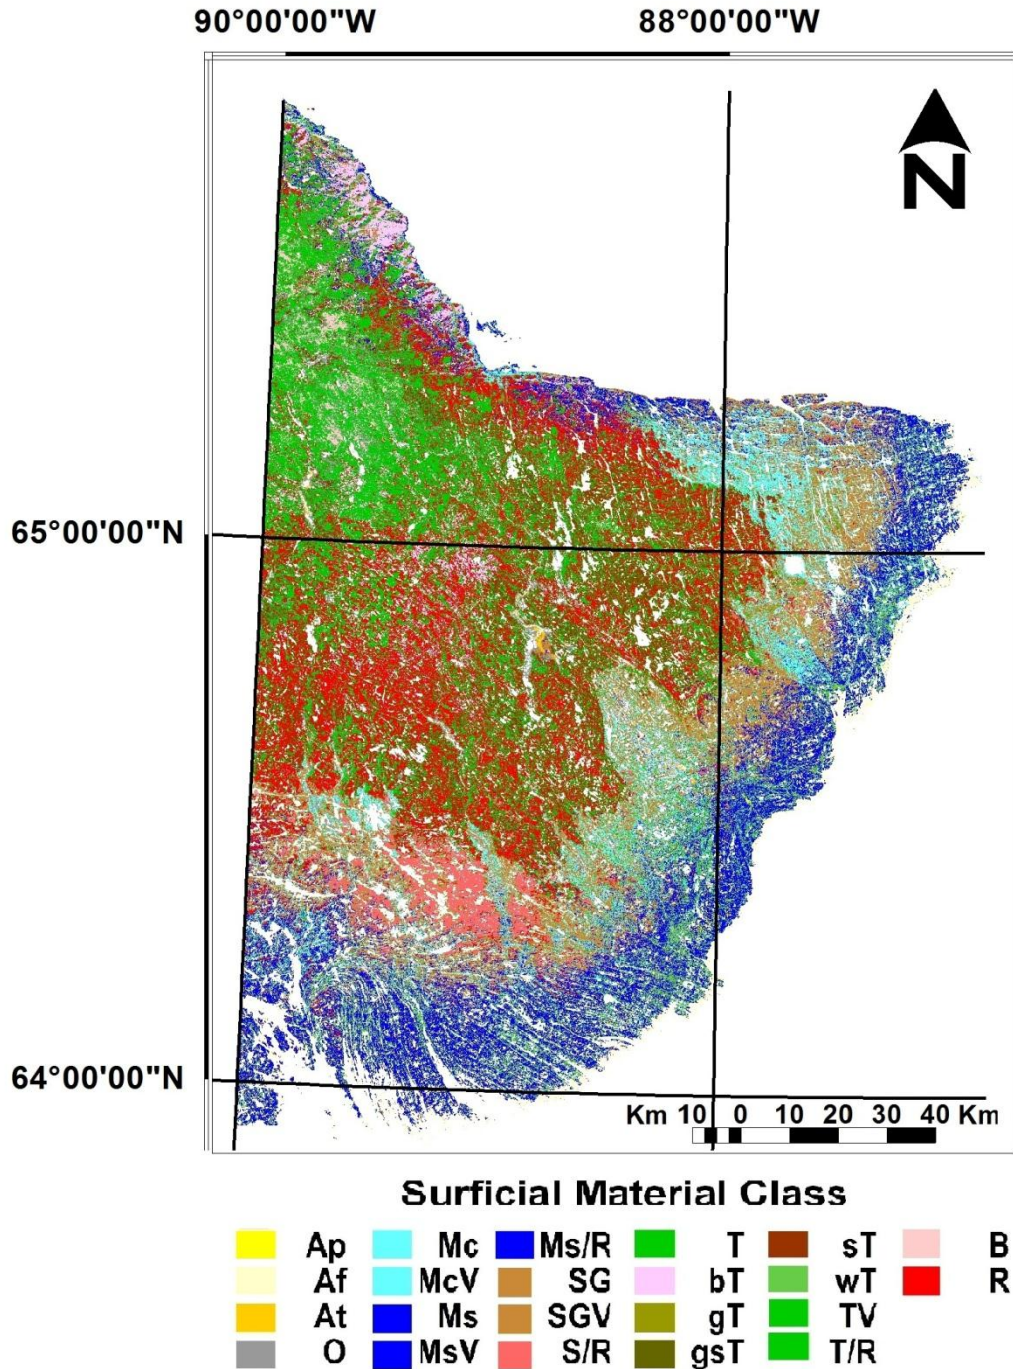 90°00'00"W 88°00'00"W
N
65°00'00"N
64°00'00"N
Km 10 0 10 20 30 40 Km
Surficial Material Class
Ap Mc Ms/R T sT B
Af McV SG bT wT R
At Ms SGV gT TV
O MsV S/R gsT T/R